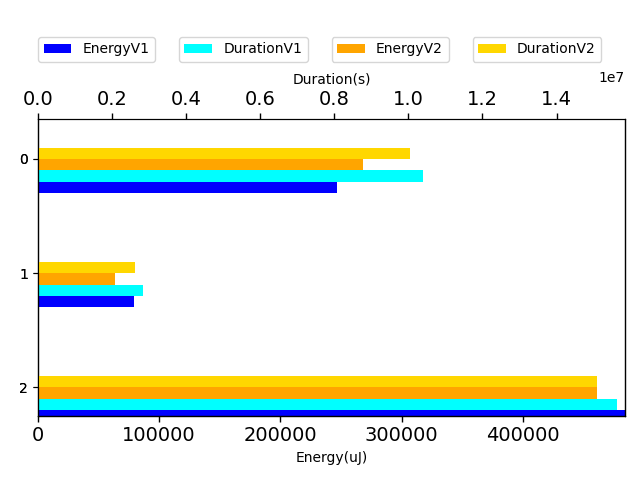 EnergyV1 DurationV1 EnergyV2 DurationV2
Duration(s)
1e7
0.0 0.2 0.4 0.6 0.8 1.0 1.2 1.4
0
1
2
0 100000 200000 300000 400000
Energy(uJ)